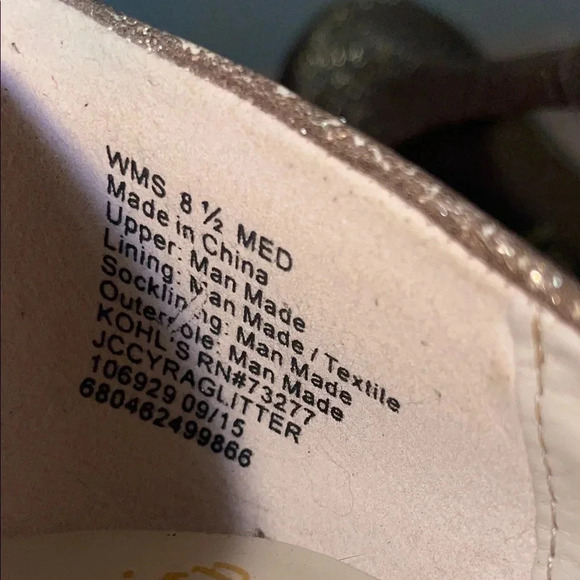 WMS 8 ½ MED
Made in China
Upper: Man Made
Lining: Man Made / Textile
Socklining: Man Made
Outersole: Man Made
KOHL'S RN#73277
JCCYRAGLITTER
106929 09/15
680462499866